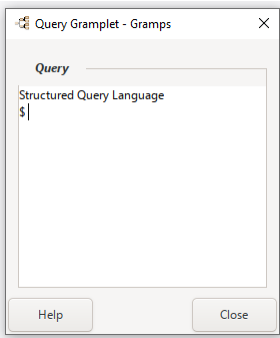 Query Gramplet - Gramps
Query
Structured Query Language
$
Help
Close